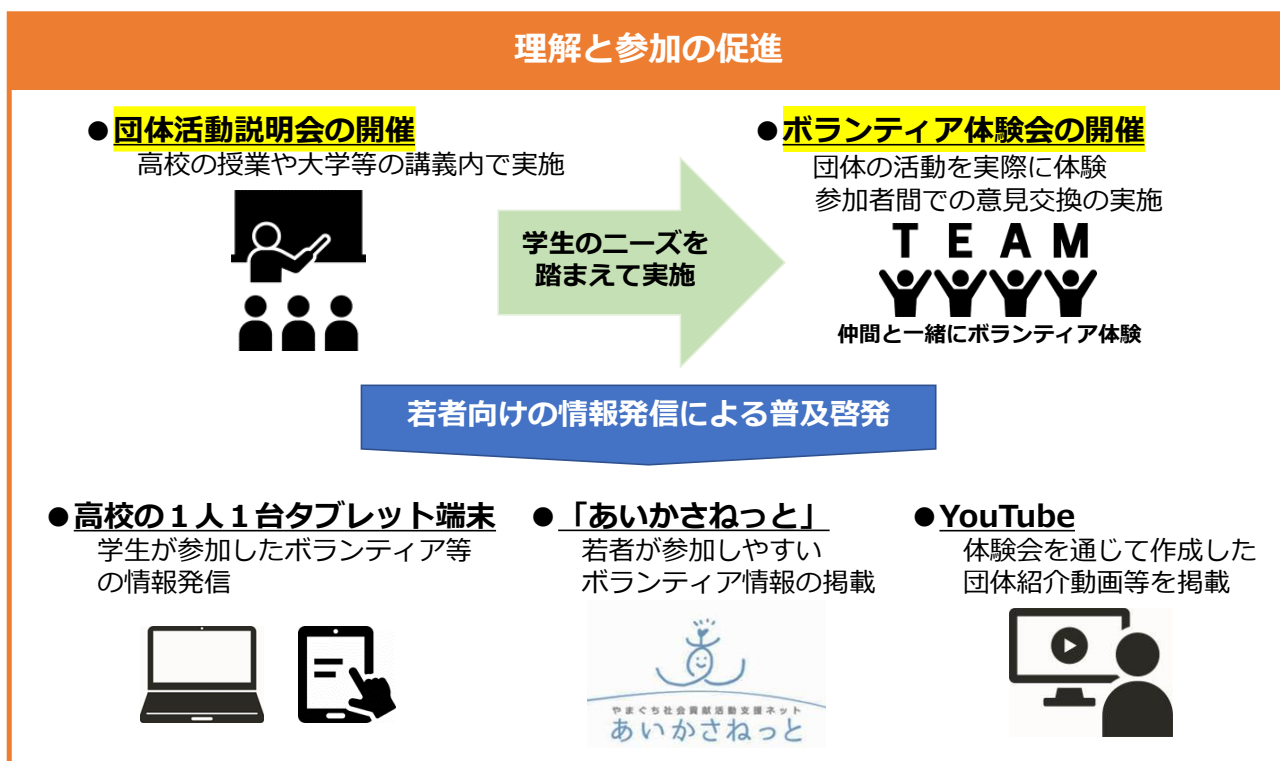 理解と参加の促進
●団体活動説明会の開催
高校の授業や大学等の講義内で実施
学生のニーズを
踏まえて実施
●ボランティア体験会の開催
団体の活動を実際に体験
参加者間での意見交換の実施
TEAM
仲間と一緒にボランティア体験
若者向けの情報発信による普及啓発
●高校の１人１台タブレット端末
学生が参加したボランティア等
の情報発信
●「あいかさねっと」
若者が参加しやすい
ボランティア情報の掲載
やまぐち社会貢献活動支援ネット
あいかさねっと
●YouTube
体験会を通じて作成した
団体紹介動画等を掲載